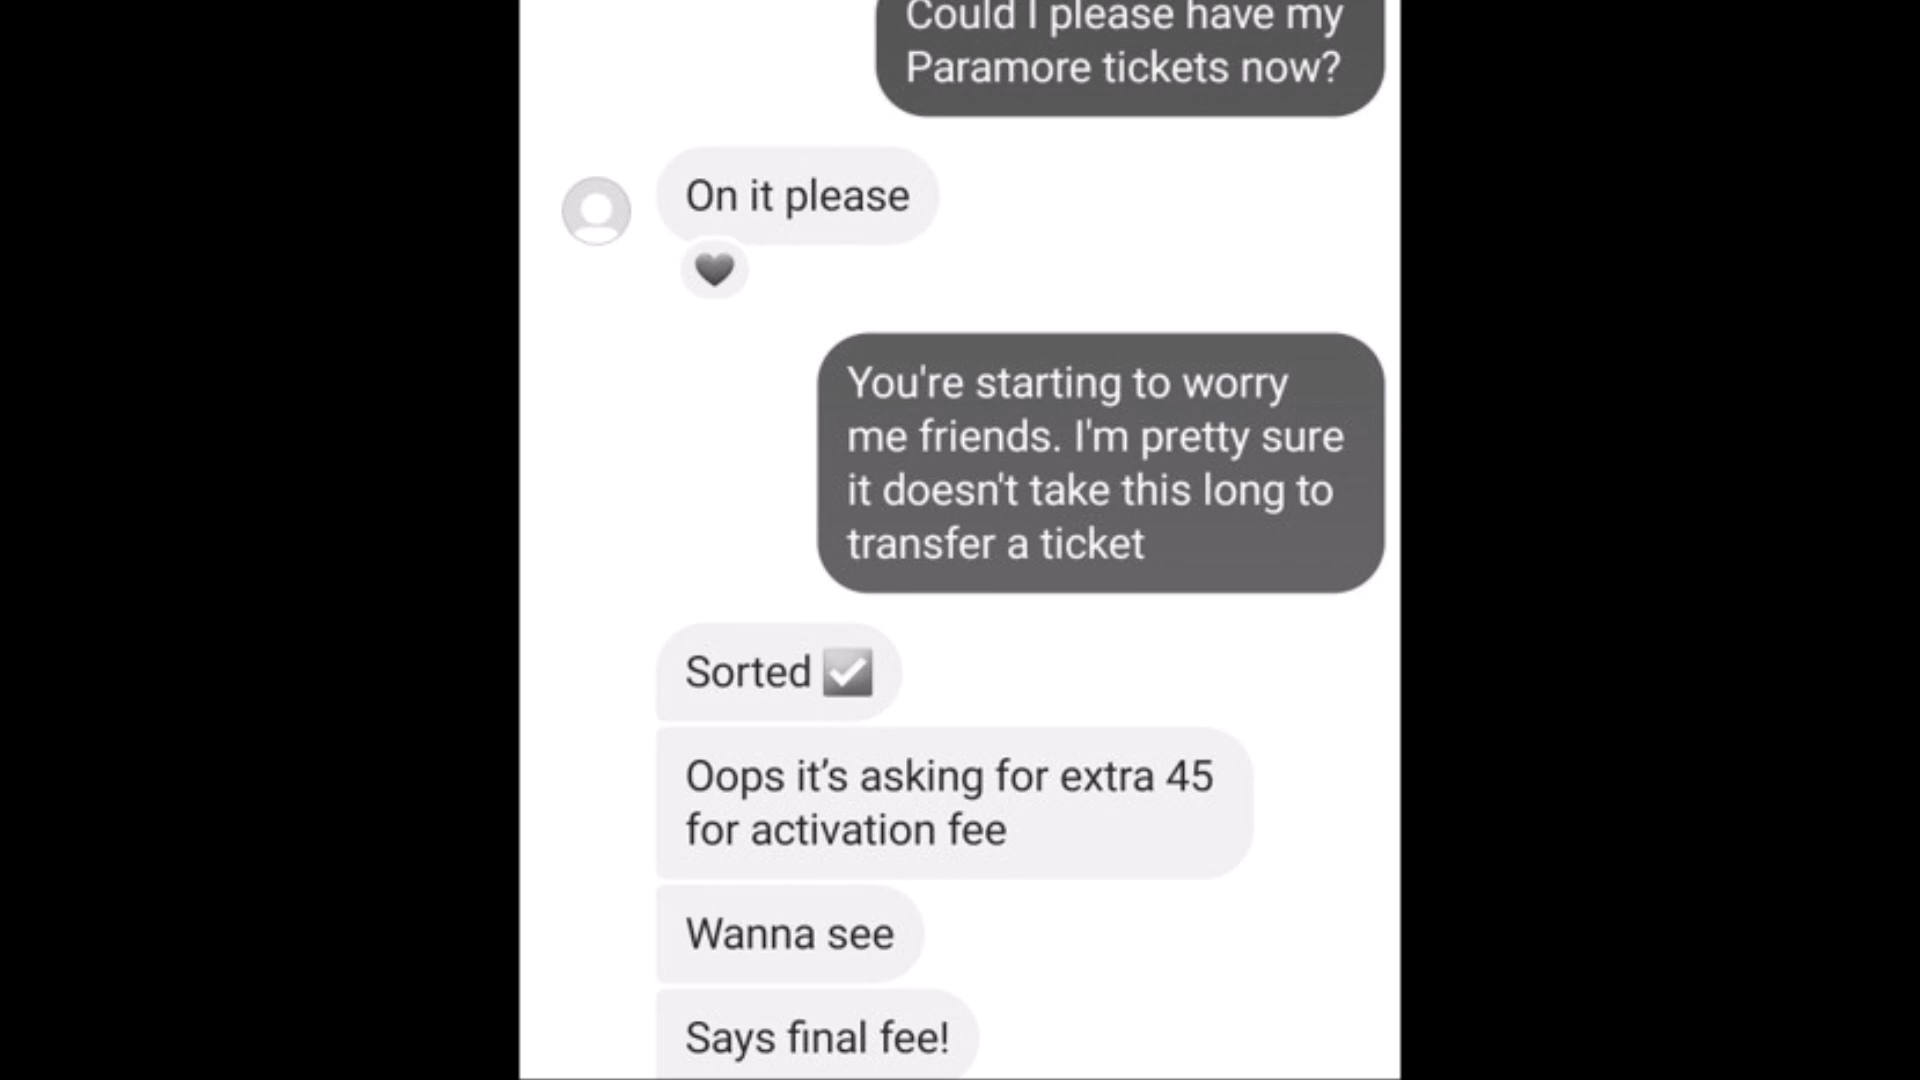 Could I please have my
Paramore tickets now?
On it please
You're starting to worry
me friends. I'm pretty sure
it doesn't take this long to
transfer a ticket
Sorted ☑
Oops it’s asking for extra 45
for activation fee
Wanna see
Says final fee!